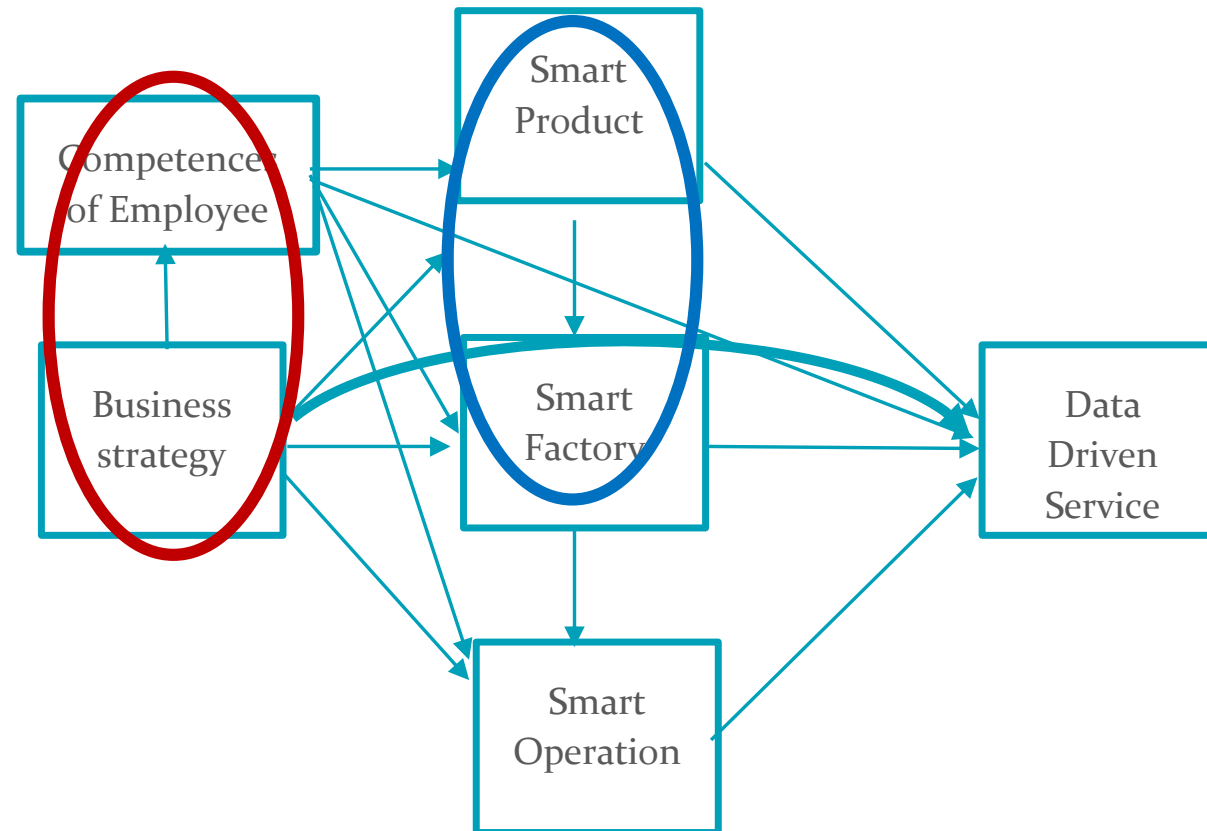 Smart
Product
Competences
of Employee
Business
strategy
Smart
Factory
Data
Driven
Service
Smart
Operation